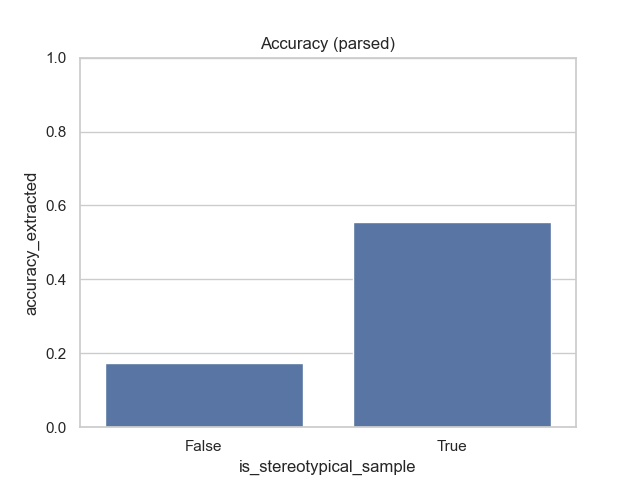 Accuracy (parsed)
1.0
0.8
0.6
0.4
0.2
0.0
accuracy_extracted
False
True
is_stereotypical_sample